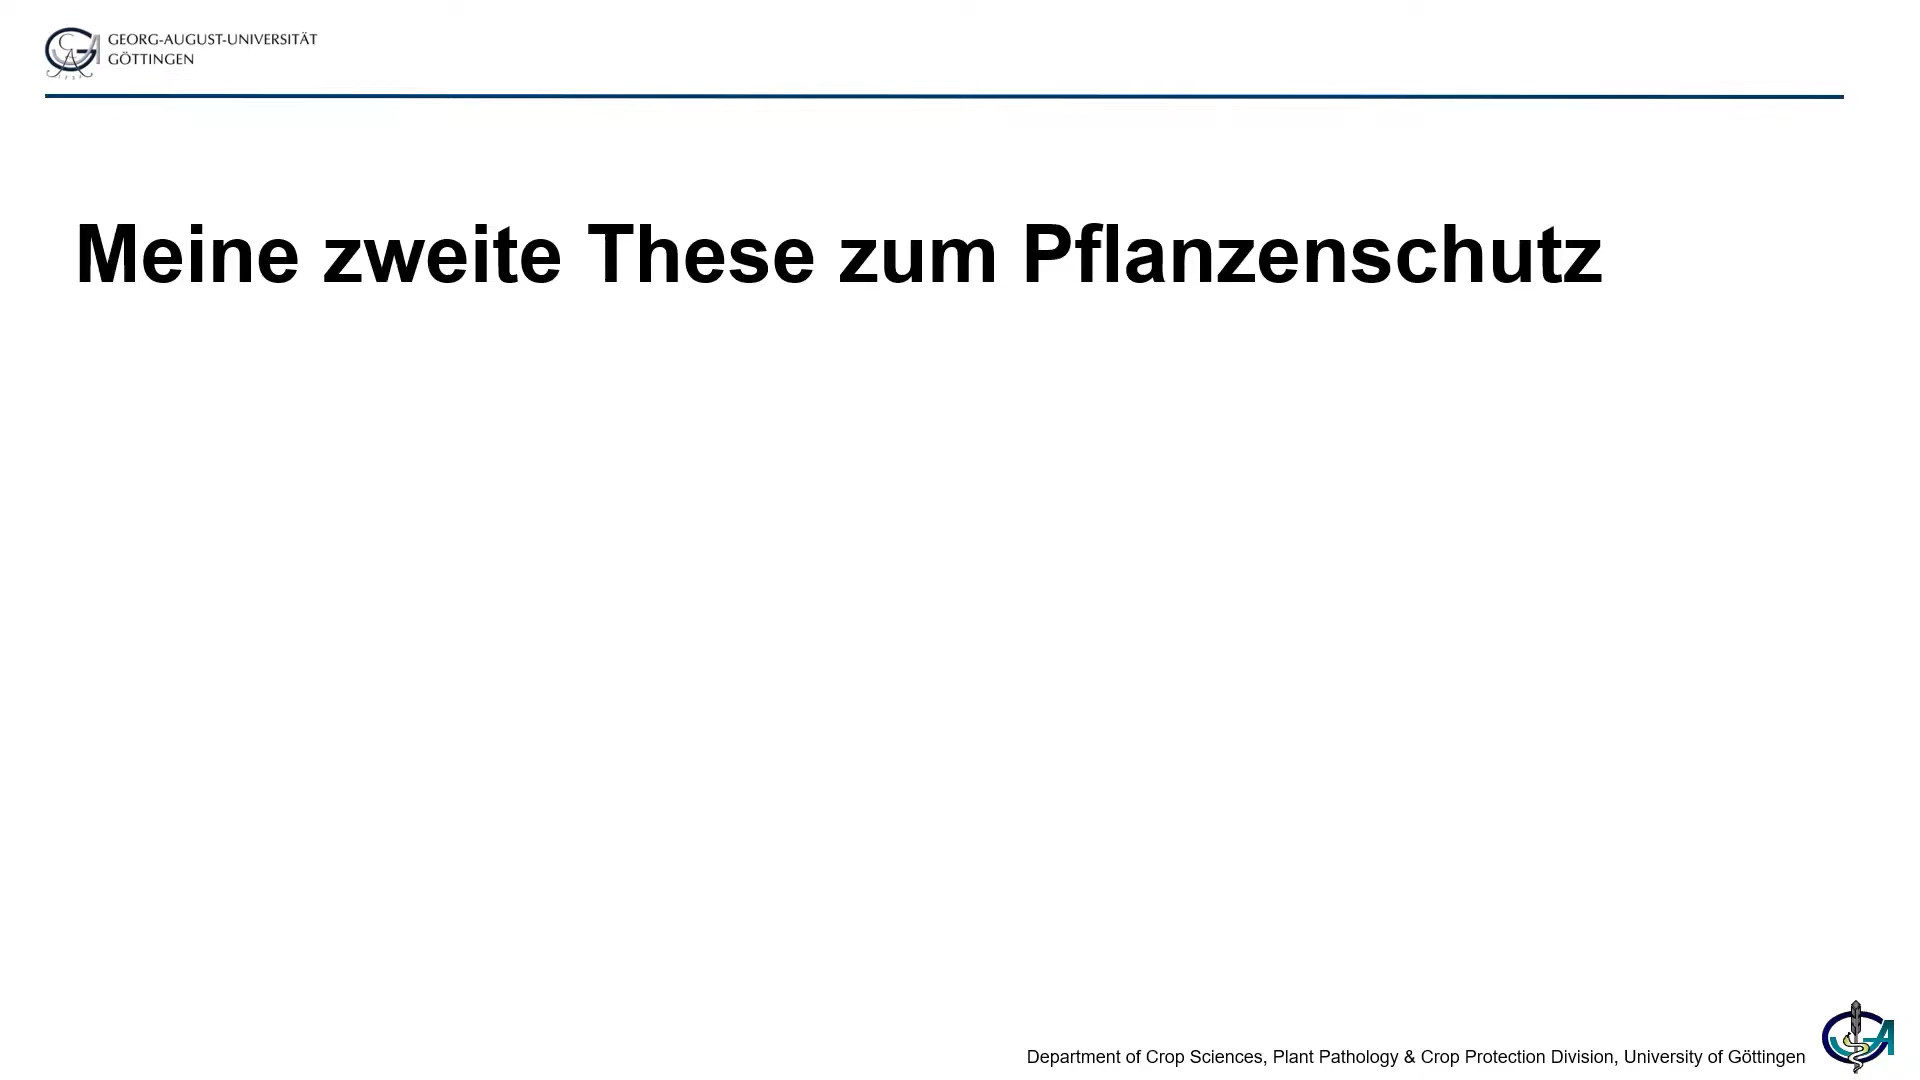 GEORG-AUGUST-UNIVERSITÄT
GÖTTINGEN
Meine zweite These zum Pflanzenschutz
Department of Crop Sciences, Plant Pathology & Crop Protection Division, University of Göttingen